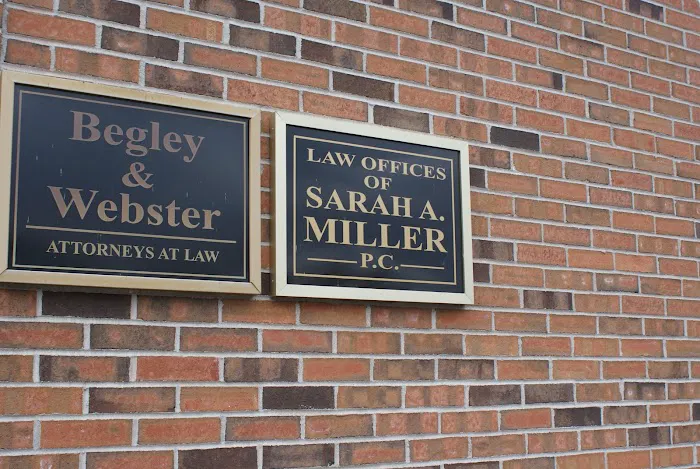 Begley
&
Webster
ATTORNEYS AT LAW
LAW OFFICES
OF
SARAH A.
MILLER
P.C.